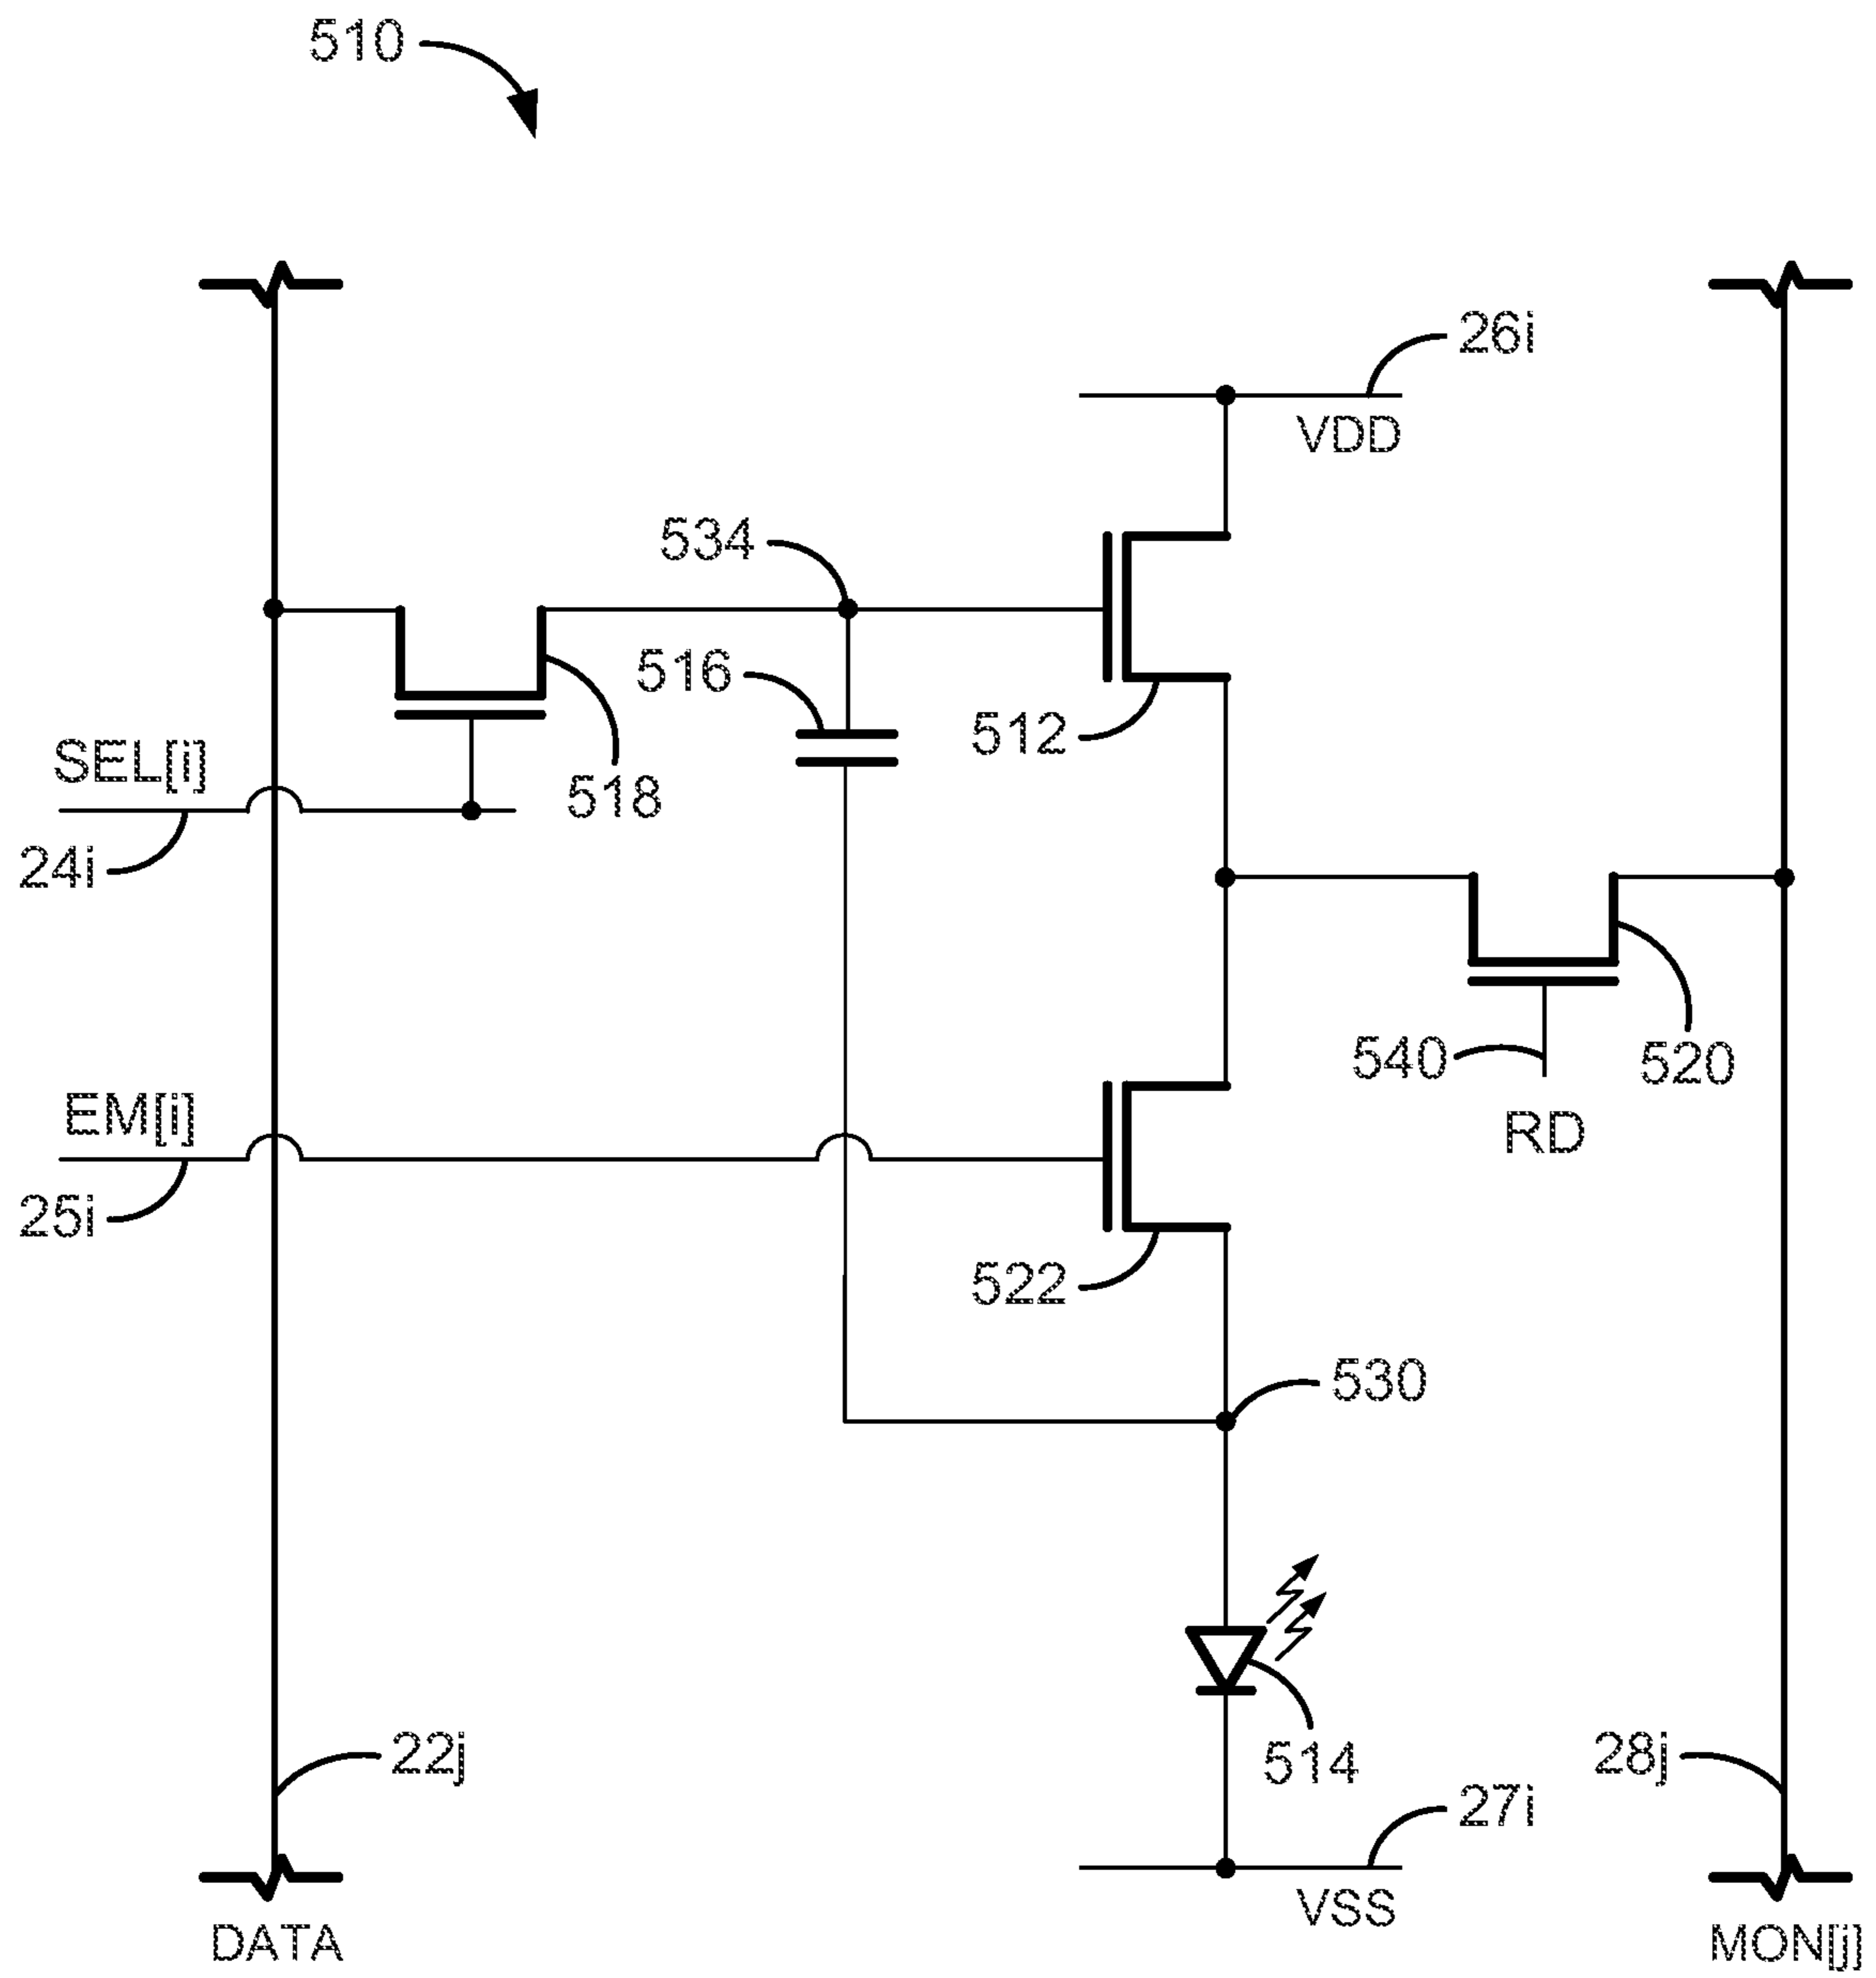 510
26i
VDD
534
516
512
SEL[i]
518
24i
540
520
EM[i]
RD
25i
522
530
22j
514
28j
27i
VSS
DATA
MON[j]